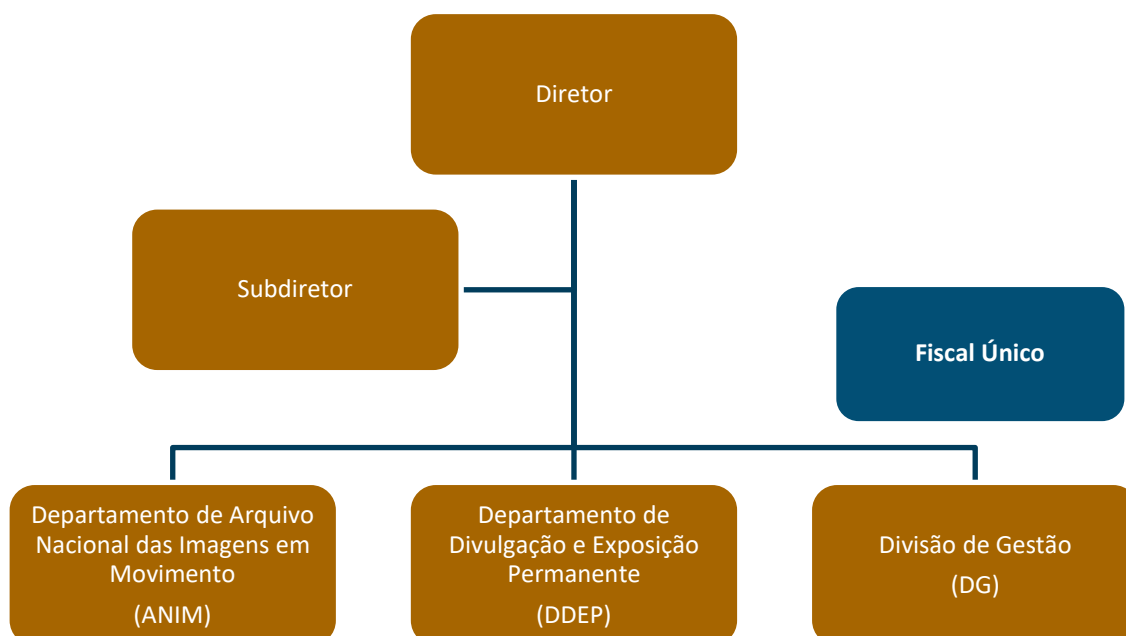 Diretor
Subdiretor
Fiscal Único
Departamento de Arquivo
Nacional das Imagens em
Movimento
(ANIM)
Departamento de
Divulgação e Exposição
Permanente
(DDEP)
Divisão de Gestão
(DG)